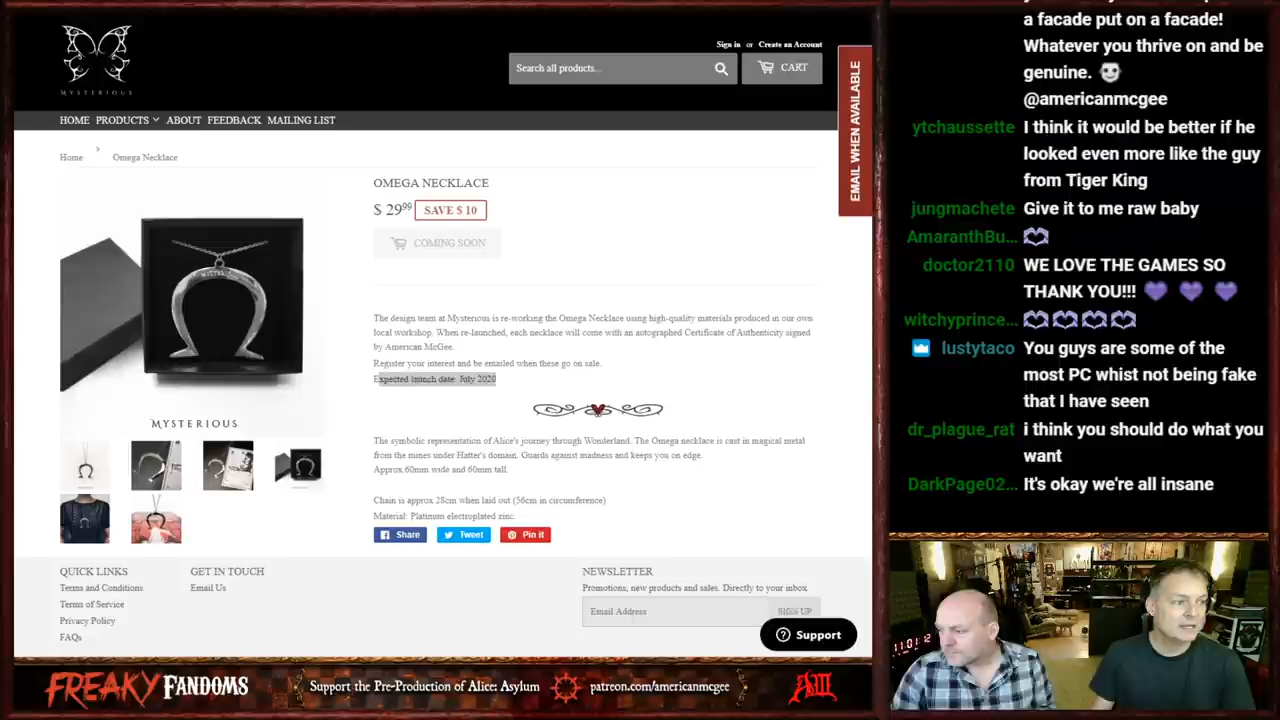 MYSTERIOUS
Sign in or Create an Account
Search all products...
CART
EMAIL WHEN AVAILABLE
HOME PRODUCTS ABOUT FEEDBACK MAILING LIST
Home > Omega Necklace
OMEGA NECKLACE
$ 29.99 SAVE $ 10
COMING SOON
The design team at Mysterious is re-working the Omega Necklace using high-quality materials produced in our own
local workshop. When re-launched, each necklace will come with an autographed Certificate of Authenticity signed
by American McGee.
Register your interest and be emailed when these go on sale.
Expected launch date: July 2020
MYSTERIOUS
The symbolic representation of Alice's journey through Wonderland. The Omega necklace is cast in magical metal
from the mines under Hatter's domain. Guards against madness and keeps you on edge.
Approx.60mm wide and 60mm tall.
Chain is approx 28cm when laid out (56cm in circumference)
Material: Platinum electroplated zinc.
Share
Tweet
Pin it
QUICK LINKS
Terms and Conditions
Terms of Service
Privacy Policy
FAQs
GET IN TOUCH
Email Us
NEWSLETTER
Promotions, new products and sales. Directly to your inbox.
Email Address
SIGN UP
Support
a facade put on a facade!
Whatever you thrive on and be
genuine.
@americanmcgee
ytchaussette I think it would be better if he
looked even more like the guy
from Tiger King
jungmachete Give it to me raw baby
AmaranthBu...
doctor2110 WE LOVE THE GAMES SO
THANK YOU!!!
witchyprince...
lustytaco You guys are some of the
most PC whist not being fake
that I have seen
dr_plague_rat i think you should do what you
want
DarkPage02... It's okay we're all insane
11:01:12
FREAKY FANDOMS
Support the Pre-Production of Alice: Asylum
patreon.com/americanmcgee